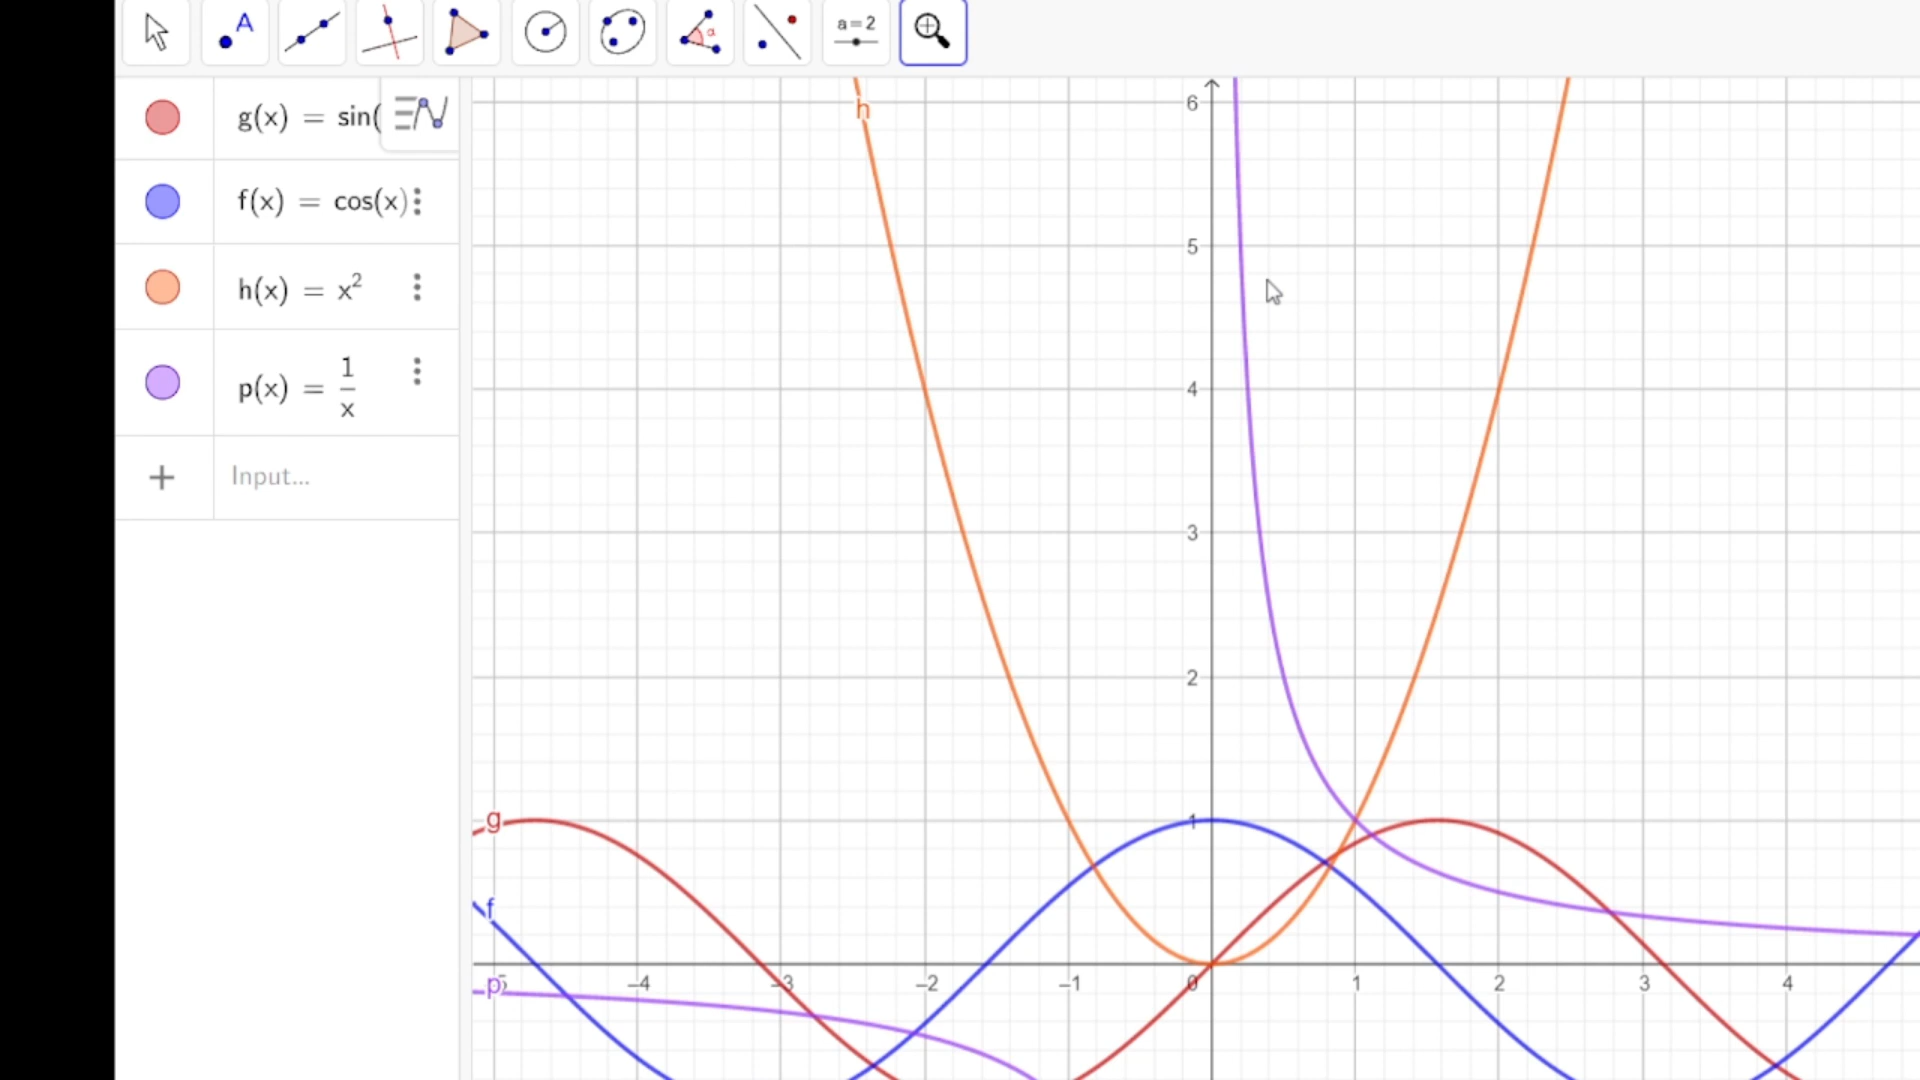 A
α
a=2
g(x) = sin(
f(x) = cos(x)
h(x) = x²
p(x) = 1/x
+ Input...
h
g
f
p
6
5
4
3
2
1
–4
–3
–2
–1
0
1
2
3
4